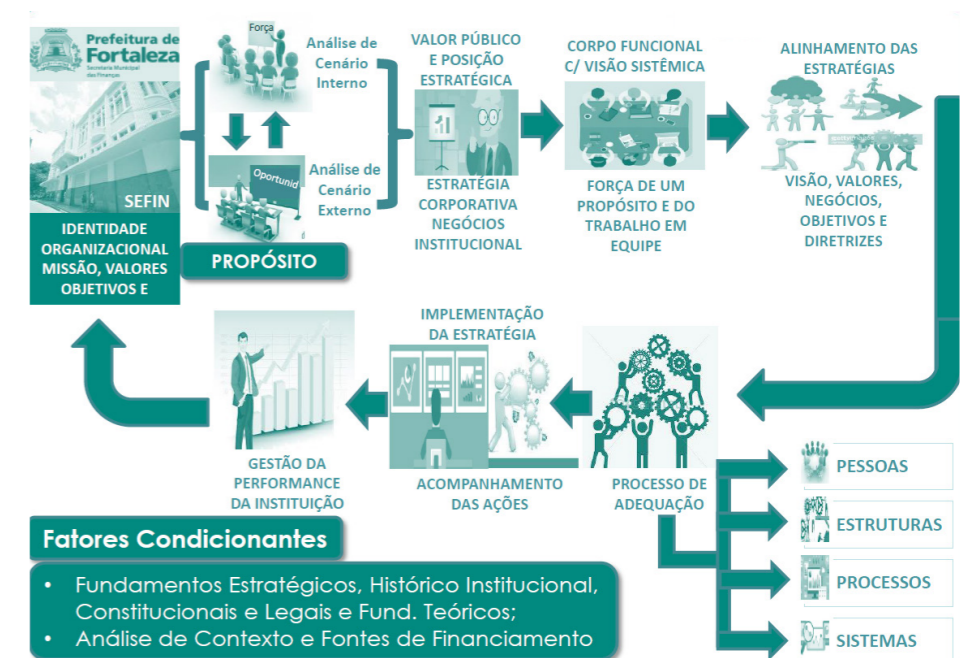 Prefeitura de
Fortaleza
Secretaria Municipal
das Finanças
SEFIN
IDENTIDADE
ORGANIZACIONAL
MISSÃO, VALORES
OBJETIVOS E
Força
Análise de
Cenário
Interno
Oportunid
Análise de
Cenário
Externo
PROPÓSITO
VALOR PÚBLICO
E POSIÇÃO
ESTRATÉGICA
ESTRATÉGIA
CORPORATIVA
NEGÓCIOS
INSTITUCIONAL
CORPO FUNCIONAL
C/ VISÃO SISTÊMICA
FORÇA DE UM
PROPÓSITO E DO
TRABALHO EM
EQUIPE
ALINHAMENTO DAS
ESTRATÉGIAS
VISÃO, VALORES,
NEGÓCIOS,
OBJETIVOS E
DIRETRIZES
GESTÃO DA
PERFORMANCE
DA INSTITUIÇÃO
IMPLEMENTAÇÃO
DA ESTRATÉGIA
ACOMPANHAMENTO
DAS AÇÕES
PROCESSO DE
ADEQUAÇÃO
PESSOAS
ESTRUTURAS
PROCESSOS
SISTEMAS
Fatores Condicionantes
• Fundamentos Estratégicos, Histórico Institucional,
Constitucionais e Legais e Fund. Teóricos;
• Análise de Contexto e Fontes de Financiamento